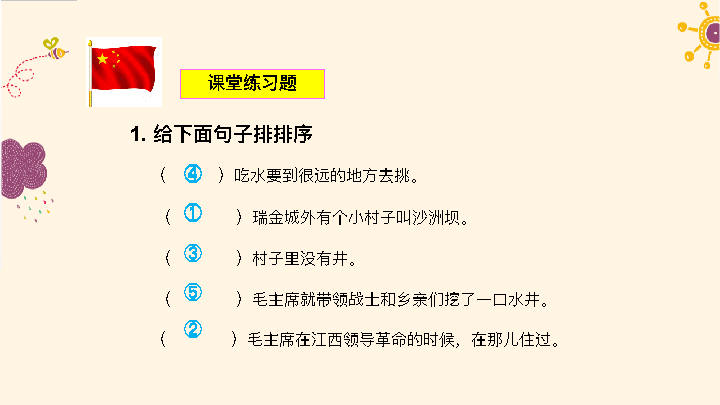 课堂练习题
1. 给下面句子排排序
（ ④ ）吃水要到很远的地方去挑。
（ ① ）瑞金城外有个小村子叫沙洲坝。
（ ③ ）村子里没有井。
（ ⑤ ）毛主席就带领战士和乡亲们挖了一口水井。
（ ② ）毛主席在江西领导革命的时候，在那儿住过。